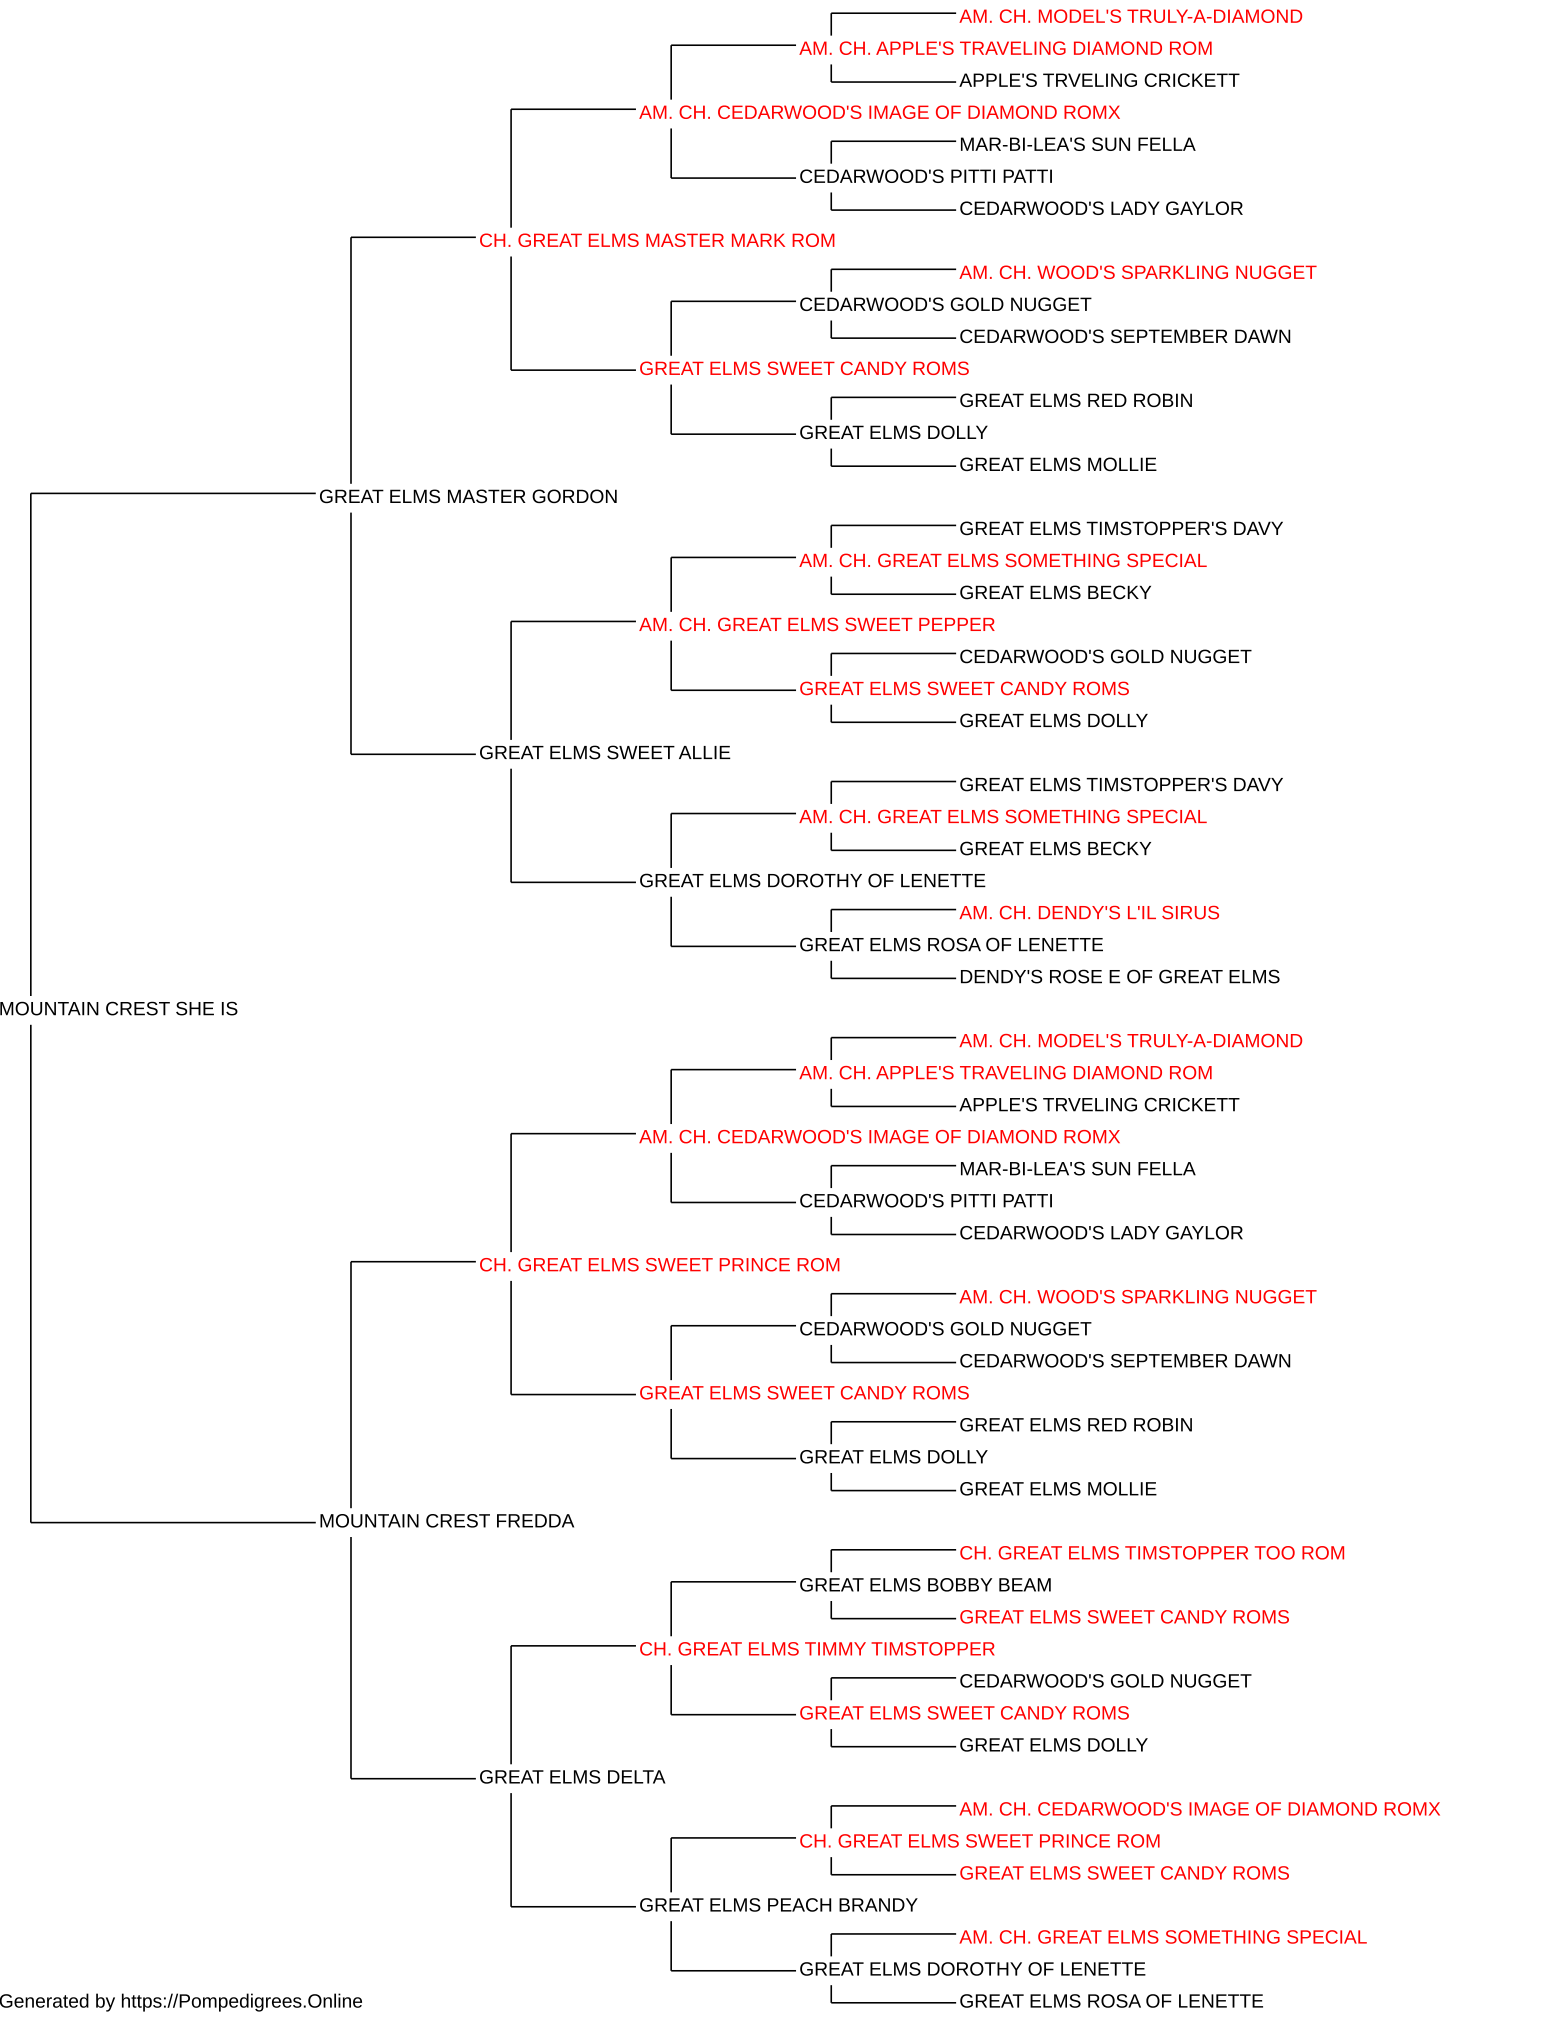 AM. CH. MODEL'S TRULY-A-DIAMOND
AM. CH. APPLE'S TRAVELING DIAMOND ROM
APPLE'S TRVELING CRICKETT
AM. CH. CEDARWOOD'S IMAGE OF DIAMOND ROMX
MAR-BI-LEA'S SUN FELLA
CEDARWOOD'S PITTI PATTI
CEDARWOOD'S LADY GAYLOR
CH. GREAT ELMS MASTER MARK ROM
AM. CH. WOOD'S SPARKLING NUGGET
CEDARWOOD'S GOLD NUGGET
CEDARWOOD'S SEPTEMBER DAWN
GREAT ELMS SWEET CANDY ROMS
GREAT ELMS RED ROBIN
GREAT ELMS DOLLY
GREAT ELMS MOLLIE
GREAT ELMS MASTER GORDON
GREAT ELMS TIMSTOPPER'S DAVY
AM. CH. GREAT ELMS SOMETHING SPECIAL
GREAT ELMS BECKY
AM. CH. GREAT ELMS SWEET PEPPER
CEDARWOOD'S GOLD NUGGET
GREAT ELMS SWEET CANDY ROMS
GREAT ELMS DOLLY
GREAT ELMS SWEET ALLIE
GREAT ELMS TIMSTOPPER'S DAVY
AM. CH. GREAT ELMS SOMETHING SPECIAL
GREAT ELMS BECKY
GREAT ELMS DOROTHY OF LENETTE
AM. CH. DENDY'S L'IL SIRUS
GREAT ELMS ROSA OF LENETTE
DENDY'S ROSE E OF GREAT ELMS
MOUNTAIN CREST SHE IS
AM. CH. MODEL'S TRULY-A-DIAMOND
AM. CH. APPLE'S TRAVELING DIAMOND ROM
APPLE'S TRVELING CRICKETT
AM. CH. CEDARWOOD'S IMAGE OF DIAMOND ROMX
MAR-BI-LEA'S SUN FELLA
CEDARWOOD'S PITTI PATTI
CEDARWOOD'S LADY GAYLOR
CH. GREAT ELMS SWEET PRINCE ROM
AM. CH. WOOD'S SPARKLING NUGGET
CEDARWOOD'S GOLD NUGGET
CEDARWOOD'S SEPTEMBER DAWN
GREAT ELMS SWEET CANDY ROMS
GREAT ELMS RED ROBIN
GREAT ELMS DOLLY
GREAT ELMS MOLLIE
MOUNTAIN CREST FREDDA
CH. GREAT ELMS TIMSTOPPER TOO ROM
GREAT ELMS BOBBY BEAM
GREAT ELMS SWEET CANDY ROMS
CH. GREAT ELMS TIMMY TIMSTOPPER
CEDARWOOD'S GOLD NUGGET
GREAT ELMS SWEET CANDY ROMS
GREAT ELMS DOLLY
GREAT ELMS DELTA
AM. CH. CEDARWOOD'S IMAGE OF DIAMOND ROMX
CH. GREAT ELMS SWEET PRINCE ROM
GREAT ELMS SWEET CANDY ROMS
GREAT ELMS PEACH BRANDY
AM. CH. GREAT ELMS SOMETHING SPECIAL
GREAT ELMS DOROTHY OF LENETTE
GREAT ELMS ROSA OF LENETTE
Generated by https://Pompedigrees.Online